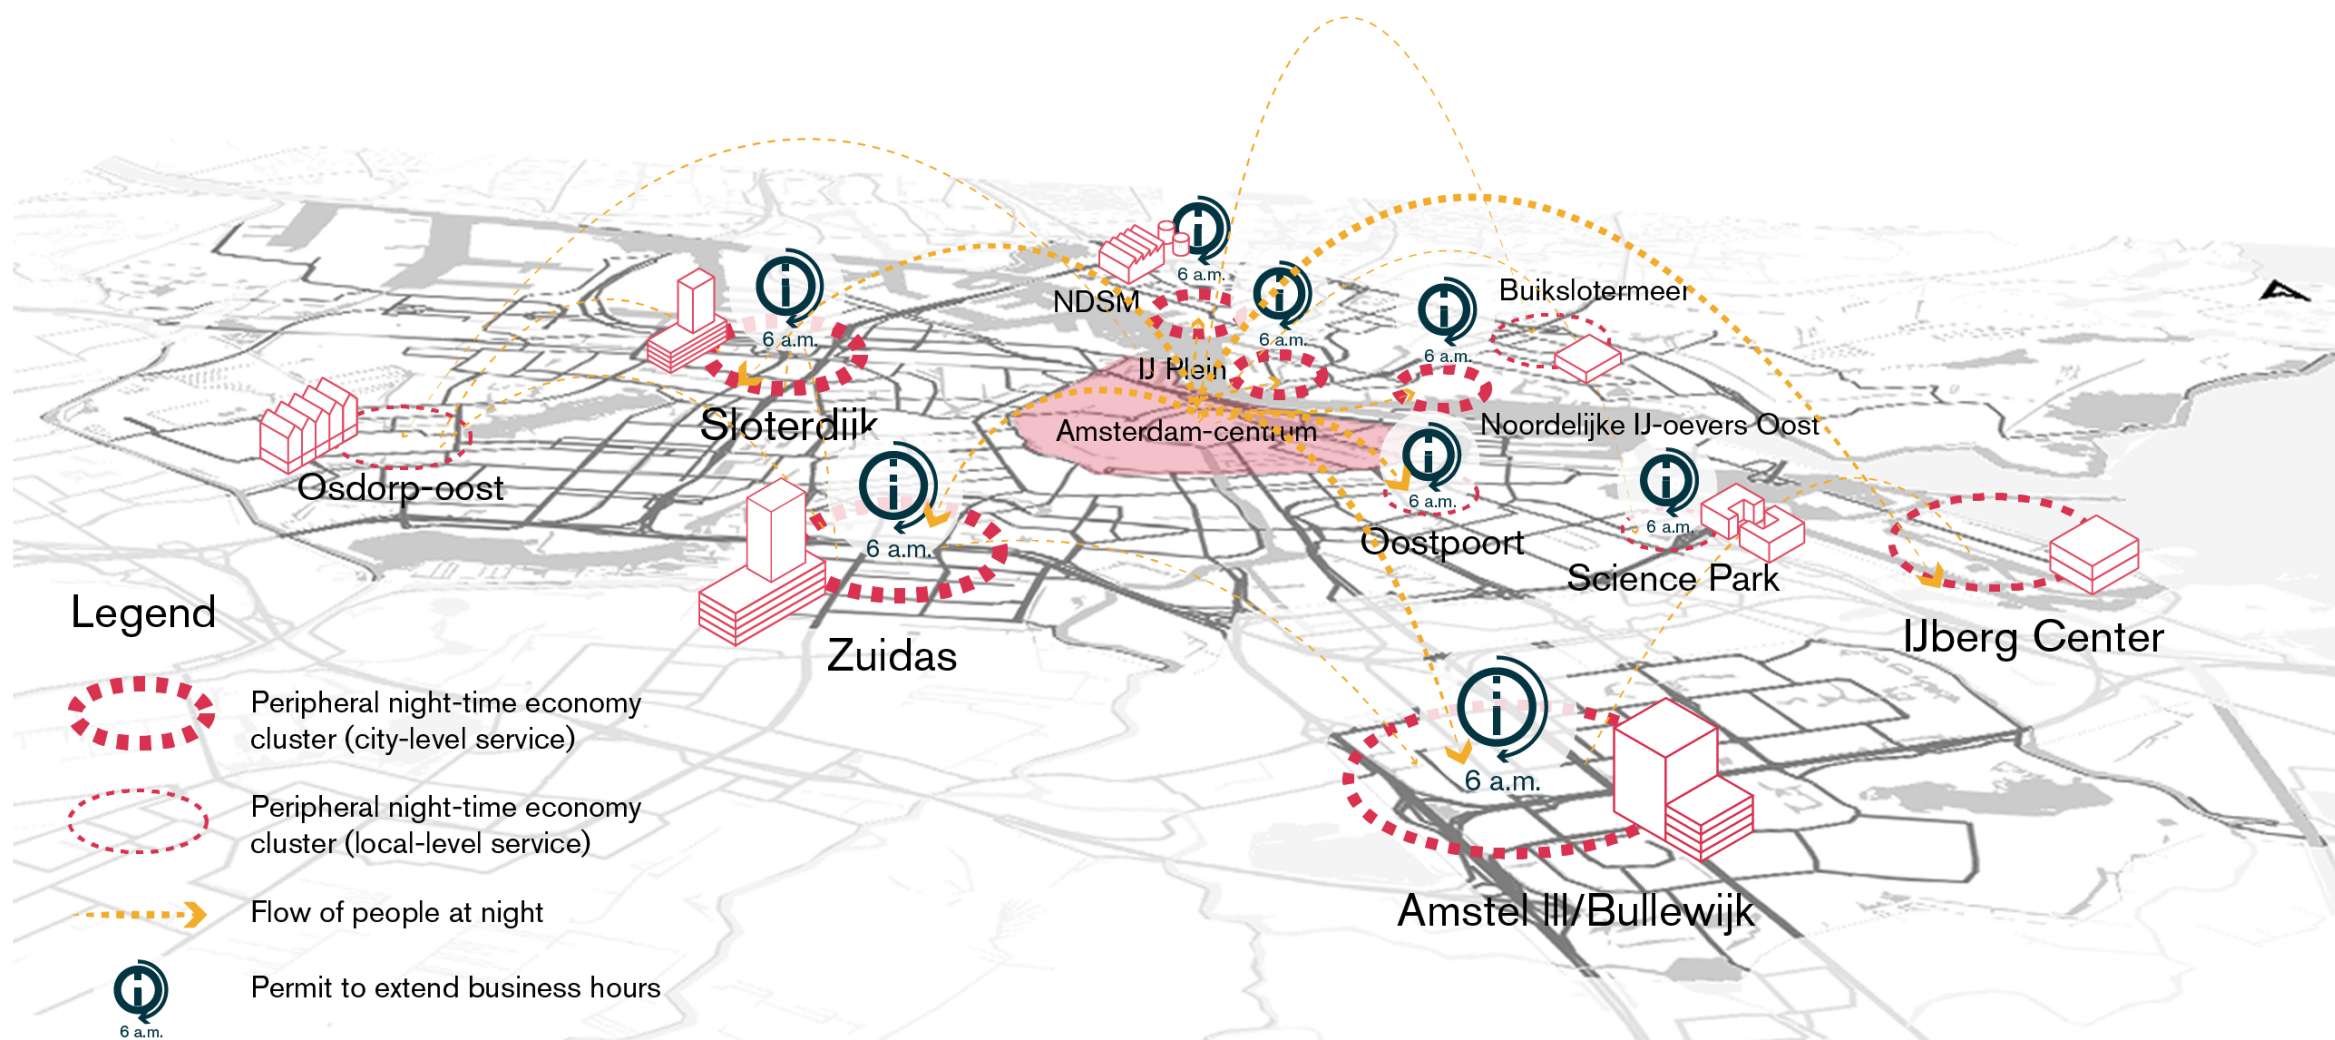 6 a.m.
NDSM
6 a.m.
6 a.m.
Buikslotermeer
6 a.m.
6 a.m.
IJ Plein
Sloterdijk
Amsterdam-centrum
Noordelijke IJ-oevers Oost
Osdorp-oost
6 a.m.
6 a.m.
6 a.m.
Oostpoort
Science Park
Zuidas
IJberg Center
6 a.m.
Amstel III/Bullewijk
Legend
Peripheral night-time economy
cluster (city-level service)
Peripheral night-time economy
cluster (local-level service)
Flow of people at night
Permit to extend business hours
6 a.m.